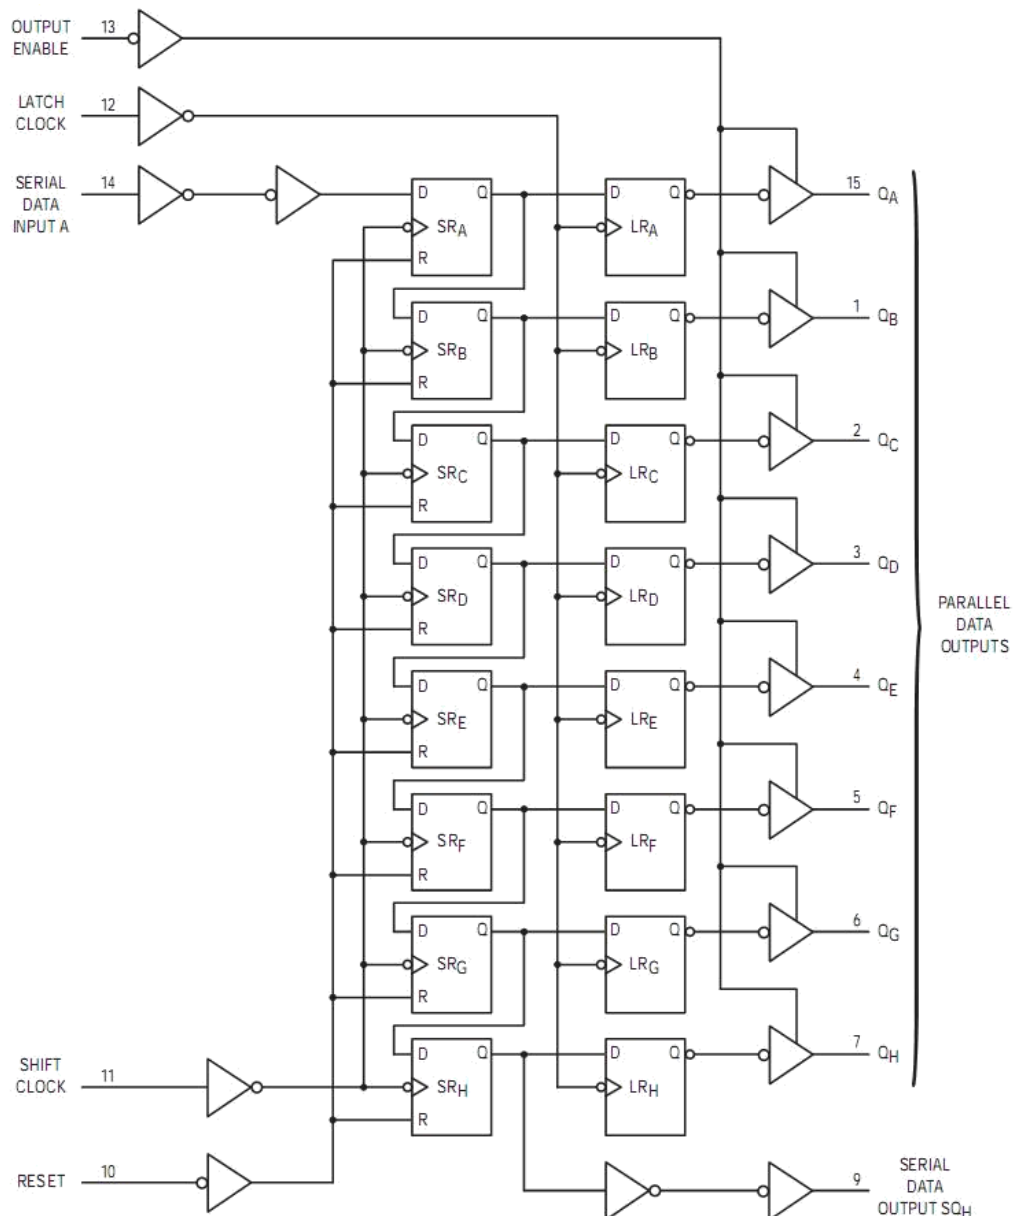 OUTPUT
ENABLE
13
LATCH
CLOCK
12
SERIAL
DATA
INPUT A
14
D Q
SRA
R
D Q
LRA
15 QA
D Q
SRB
R
D Q
LRB
1 QB
D Q
SRC
R
D Q
LRC
2 QC
D Q
SRD
R
D Q
LRD
3 QD
PARALLEL
DATA
OUTPUTS
D Q
SRE
R
D Q
LRE
4 QE
D Q
SRF
R
D Q
LRF
5 QF
D Q
SRG
R
D Q
LRG
6 QG
D Q
SRH
R
D Q
LRH
7 QH
SHIFT
CLOCK
11
RESET
10
9
SERIAL
DATA
OUTPUT SQH